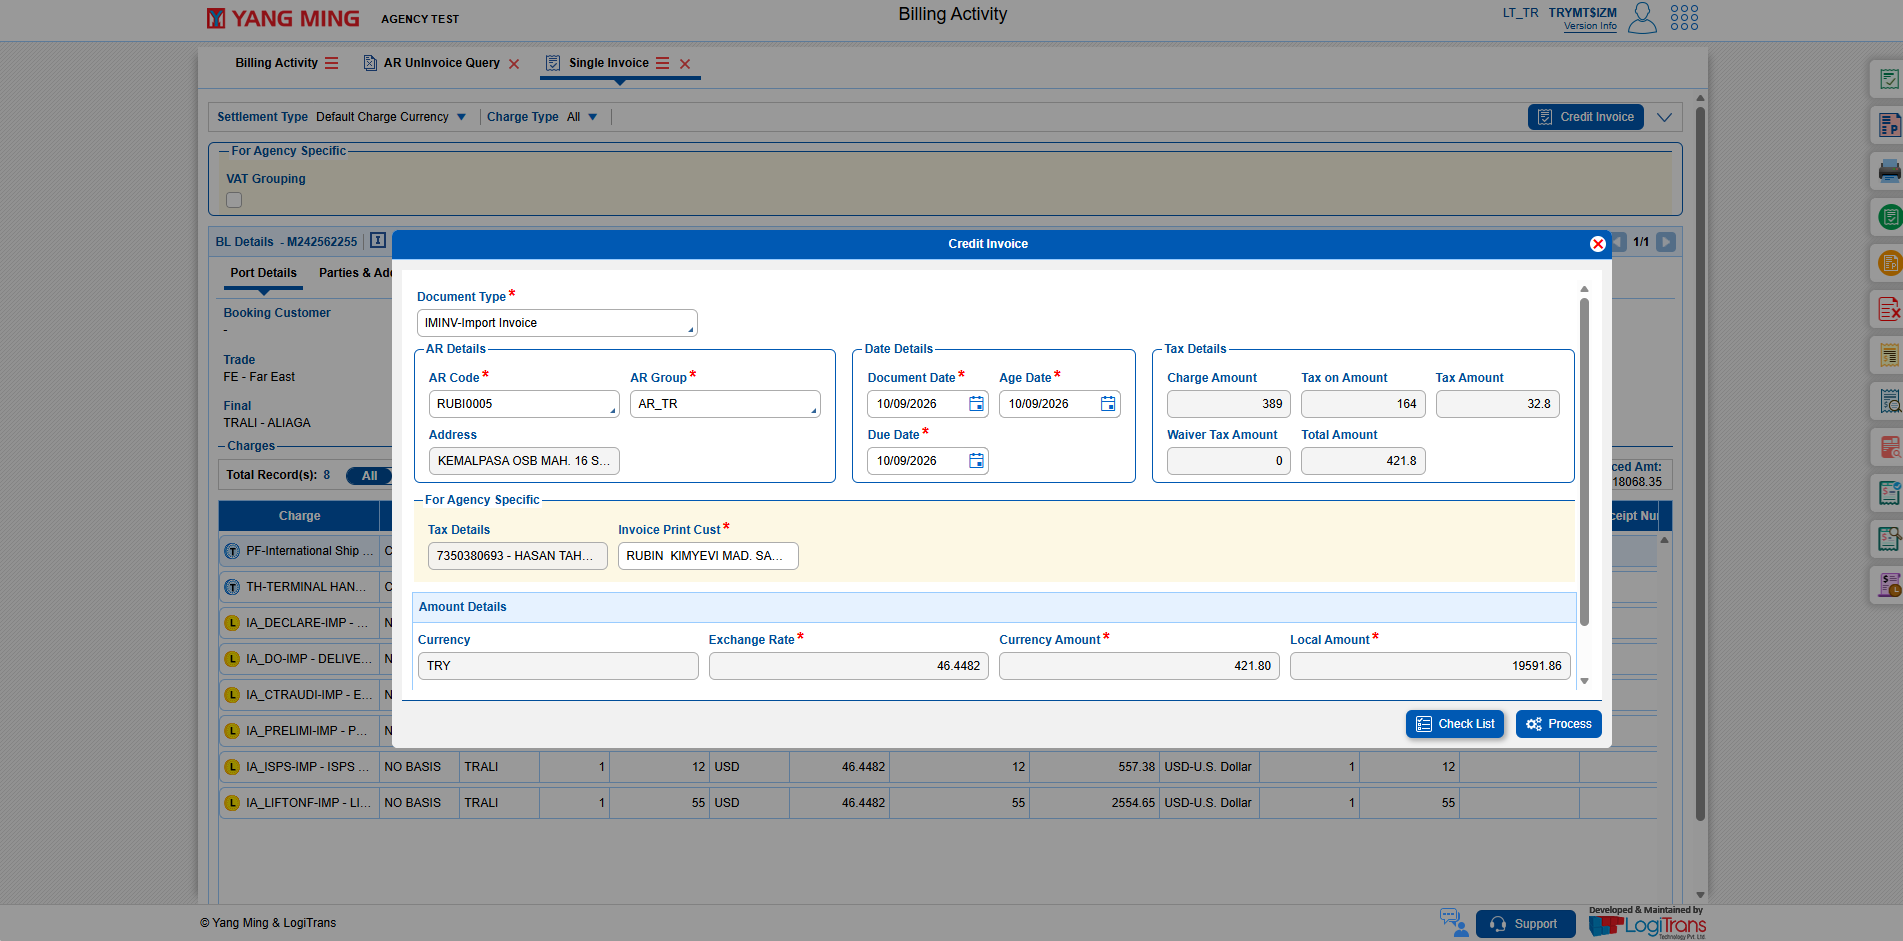 YANG MING AGENCY TEST
Billing Activity
LT_TR TRYMT$IZM
Version Info
Billing Activity
AR UnInvoice Query
Single Invoice
Settlement Type Default Charge Currency
Charge Type All
Credit Invoice
For Agency Specific
VAT Grouping
BL Details - M242562255
1/1
Port Details
Booking Customer
-
Trade
FE - Far East
Final
TRALI - ALIAGA
Charges
Total Record(s): 8 All
18068.35
Charge
PF-International Ship ...
TH-TERMINAL HAN...
IA_DECLARE-IMP - ...
IA_DO-IMP - DELIVE...
IA_CTRAUDI-IMP - E...
IA_PRELIMI-IMP - P...
IA_ISPS-IMP - ISPS ... NO BASIS TRALI 1 12 USD 46.4482 12 557.38 USD-U.S. Dollar 1 12
IA_LIFTONF-IMP - LI... NO BASIS TRALI 1 55 USD 46.4482 55 2554.65 USD-U.S. Dollar 1 55
Credit Invoice
Document Type *
IMINV-Import Invoice
AR Details
AR Code * AR Group *
RUBI0005 AR_TR
Address
KEMALPASA OSB MAH. 16 S...
Date Details
Document Date * Age Date *
10/09/2026 10/09/2026
Due Date *
10/09/2026
Tax Details
Charge Amount Tax on Amount Tax Amount
389 164 32.8
Waiver Tax Amount Total Amount
0 421.8
For Agency Specific
Tax Details Invoice Print Cust *
7350380693 - HASAN TAH... RUBIN KIMYEVI MAD. SA...
Amount Details
Currency Exchange Rate * Currency Amount * Local Amount *
TRY 46.4482 421.80 19591.86
Check List Process
© Yang Ming & LogiTrans
Support
Developed & Maintained by
LogiTrans
Technology Pvt. Ltd